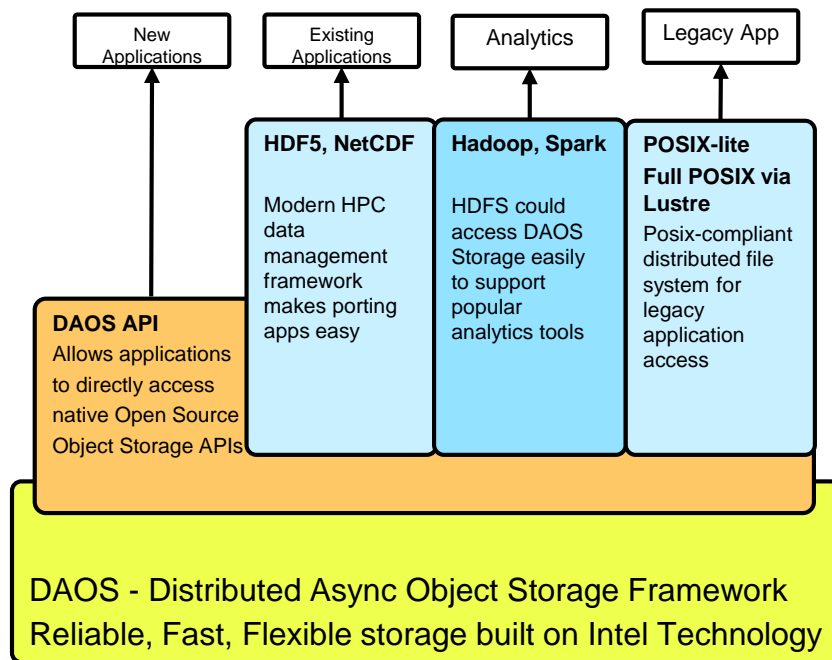 New
Applications
Existing
Applications
Analytics
Legacy App
HDF5, NetCDF
Modern HPC
data
management
framework
makes porting
apps easy
Hadoop, Spark
HDFS could
access DAOS
Storage easily
to support
popular
analytics tools
POSIX-lite
Full POSIX via
Lustre
Posix-compliant
distributed file
system for
legacy
application
access
DAOS API
Allows applications
to directly access
native Open Source
Object Storage APIs
DAOS - Distributed Async Object Storage Framework
Reliable, Fast, Flexible storage built on Intel Technology